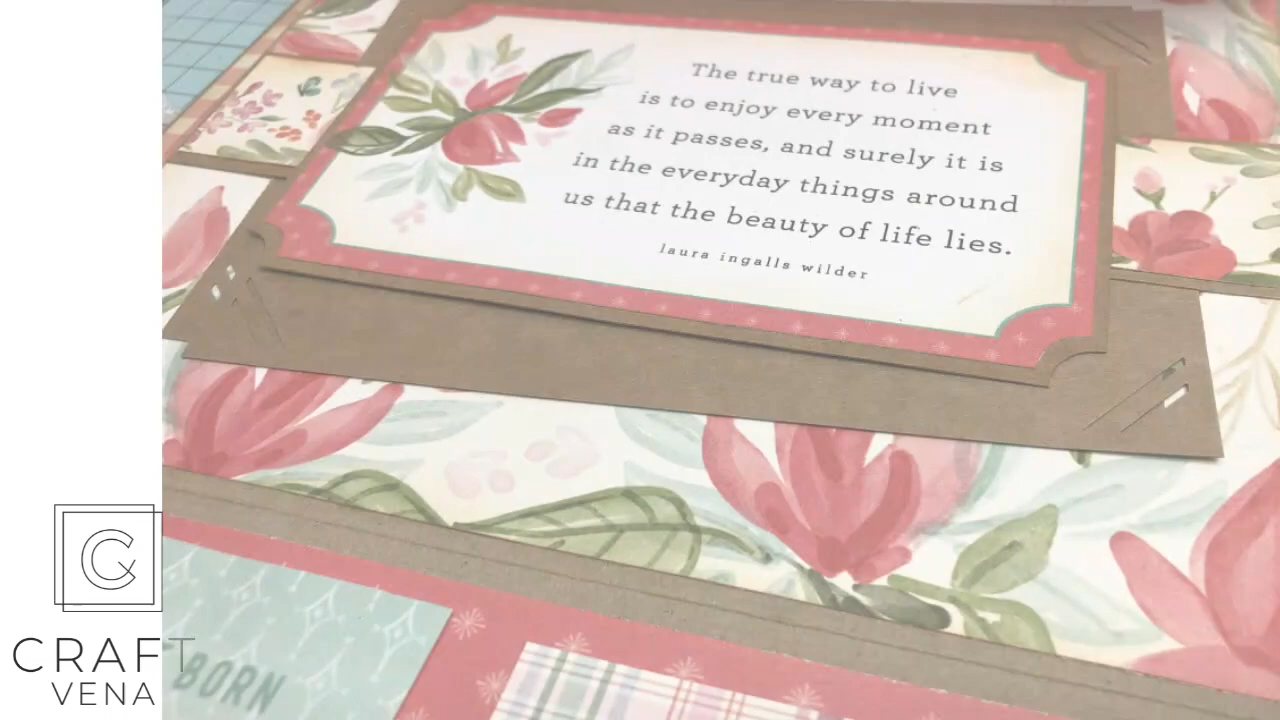 The true way to live
is to enjoy every moment
as it passes, and surely it is
in the everyday things around
us that the beauty of life lies.
laura ingalls wilder
BORN
CRAFT
VENA